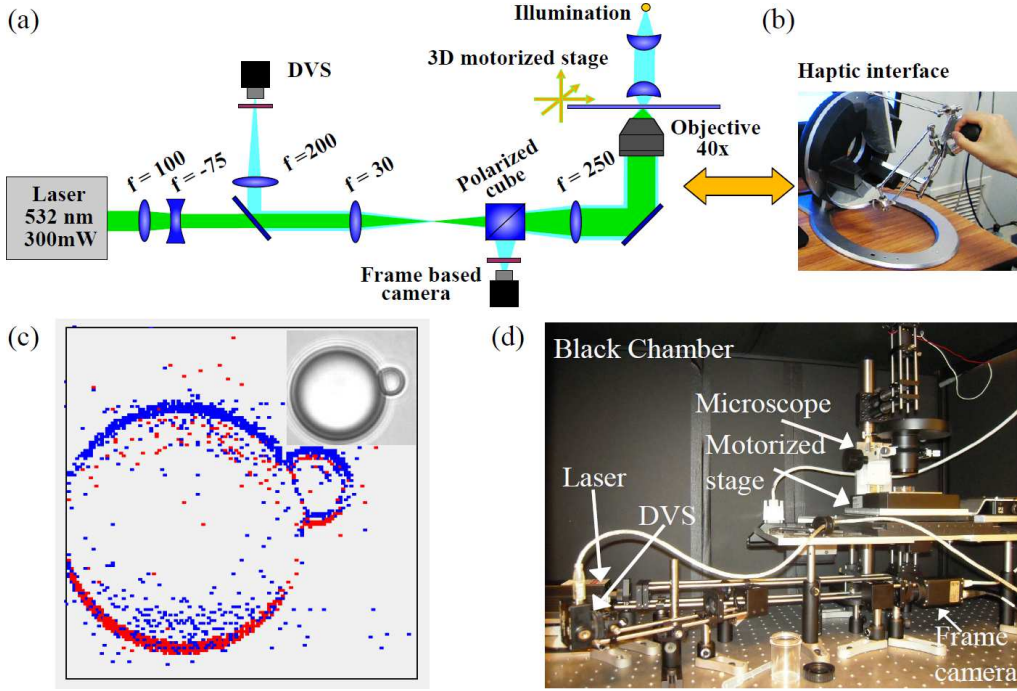 (a)
Illumination
(b)
DVS
3D motorized stage
Haptic interface
Objective
40x
f = 100
f = -75
f=200
f = 30
Polarized
cube
f = 250
Laser
532 nm
300mW
Frame based
camera
(c)
(d)
Black Chamber
Microscope
Motorized
stage
Laser
DVS
Frame
camera